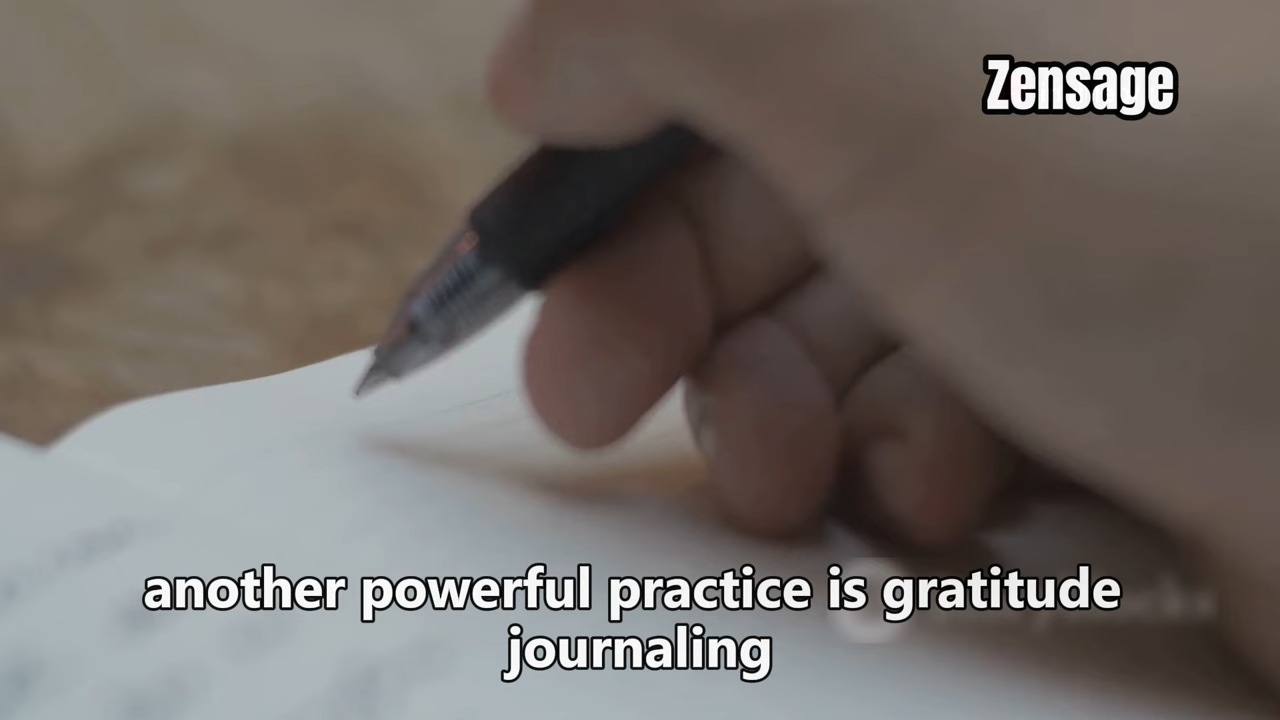 Zensage
another powerful practice is gratitude
journaling